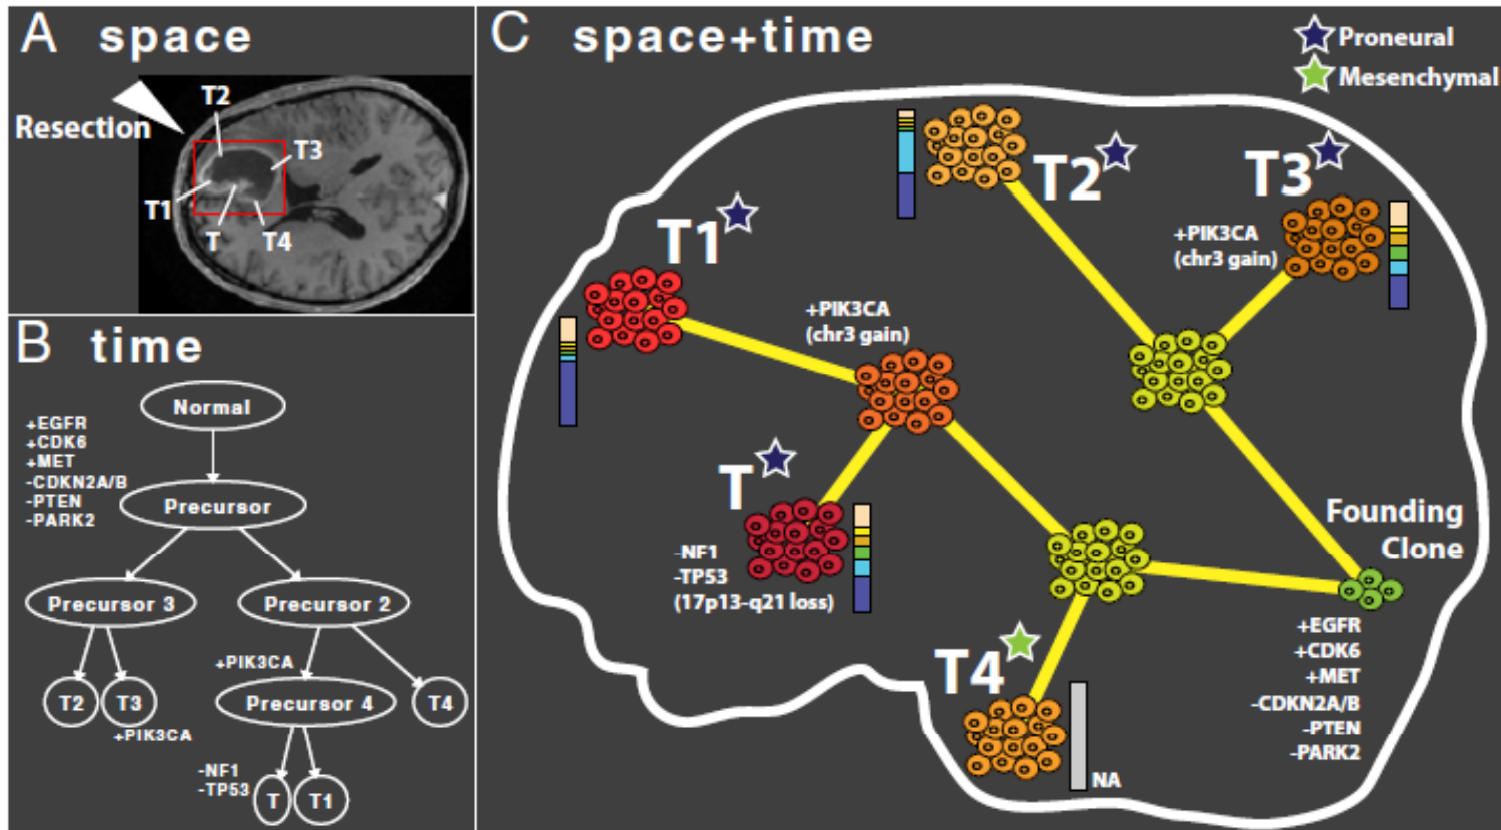 A space
Resection
T2
T3
T1
T
T4
B time
Normal
+EGFR
+CDK6
+MET
-CDKN2A/B
-PTEN
-PARK2
Precursor
Precursor 3
Precursor 2
+PIK3CA
T2
T3
Precursor 4
T4
+PIK3CA
-NF1
-TP53
T
T1
C space+time
Proneural
Mesenchymal
T2
T3
T1
+PIK3CA
(chr3 gain)
+PIK3CA
(chr3 gain)
T
-NF1
-TP53
(17p13-q21 loss)
Founding
Clone
+EGFR
+CDK6
+MET
-CDKN2A/B
-PTEN
-PARK2
T4
NA